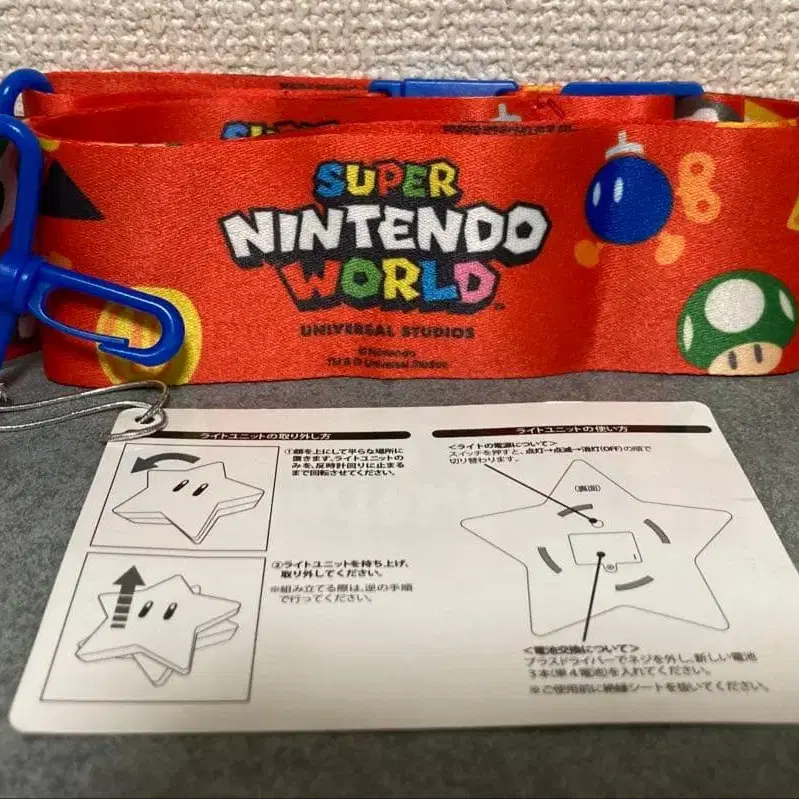 SUPER
NINTENDO
WORLD
™
UNIVERSAL STUDIOS
©Nintendo
TM & © Universal Studios
ライトユニットの取り外し方
①顔を上にして平らな場所に
置きます。ライトユニットの
みを、反時計回りに止まる
まで回転させてください。
②ライトユニットを持ち上げ、
取り外してください。
※組み立てる際は、逆の手順
で行ってください。
ライトユニットの使い方
<ライトの電源について>
スイッチを押すと、点灯→点滅→消灯(OFF)の順で
切り替わります。
(裏面)
<電池交換について>
プラスドライバーでネジを外し、新しい電池
3本(単4電池)を入れてください。
※ご使用前に絶縁シートを抜いてください。